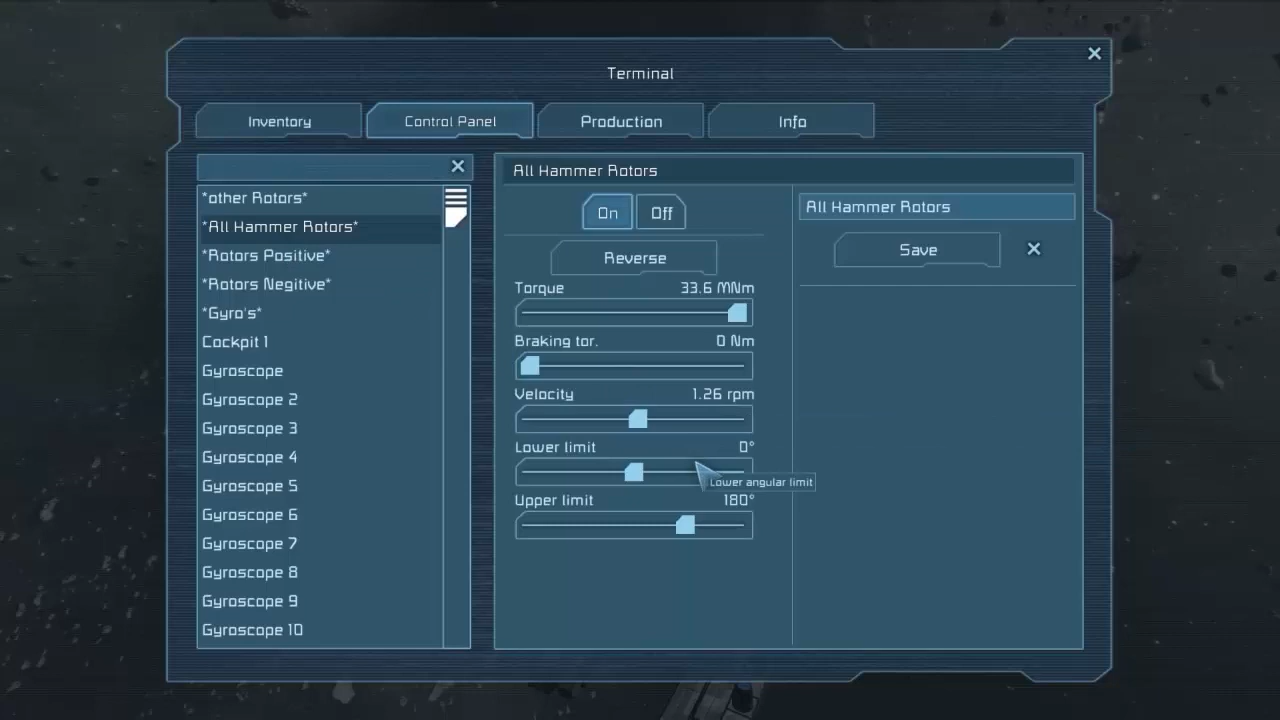 Terminal
Inventory
Control Panel
Production
Info
*other Rotors*
*All Hammer Rotors*
*Rotors Positive*
*Rotors Negitive*
*Gyro's*
Cockpit 1
Gyroscope
Gyroscope 2
Gyroscope 3
Gyroscope 4
Gyroscope 5
Gyroscope 6
Gyroscope 7
Gyroscope 8
Gyroscope 9
Gyroscope 10
All Hammer Rotors
On Off
Reverse
Torque 33.6 MNm
Braking tor. 0 Nm
Velocity 1.26 rpm
Lower limit 0°
Lower angular limit
Upper limit 180°
All Hammer Rotors
Save